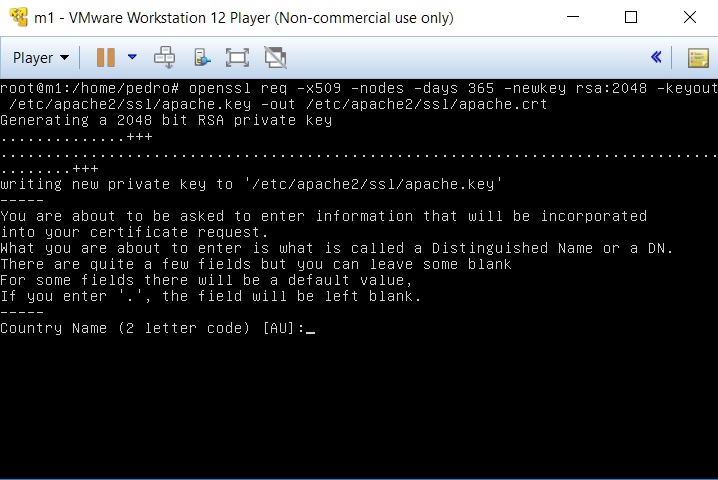 m1 - VMware Workstation 12 Player (Non-commercial use only)
Player
root@m1:/home/pedro# openssl req -x509 -nodes -days 365 -newkey rsa:2048 -keyout
 /etc/apache2/ssl/apache.key -out /etc/apache2/ssl/apache.crt
Generating a 2048 bit RSA private key
..............+++
................................................................................
........+++
writing new private key to '/etc/apache2/ssl/apache.key'
-----
You are about to be asked to enter information that will be incorporated
into your certificate request.
What you are about to enter is what is called a Distinguished Name or a DN.
There are quite a few fields but you can leave some blank
For some fields there will be a default value,
If you enter '.', the field will be left blank.
-----
Country Name (2 letter code) [AU]:_